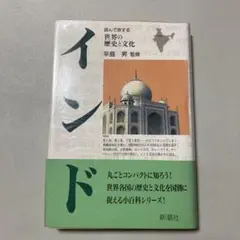 読んで旅する
世界の
歴史と文化
辛島 昇 監修
インド
丸ごとコンパクトに知ろう!
世界各国の歴史と文化を国別に
捉える小百科シリーズ!
新潮社